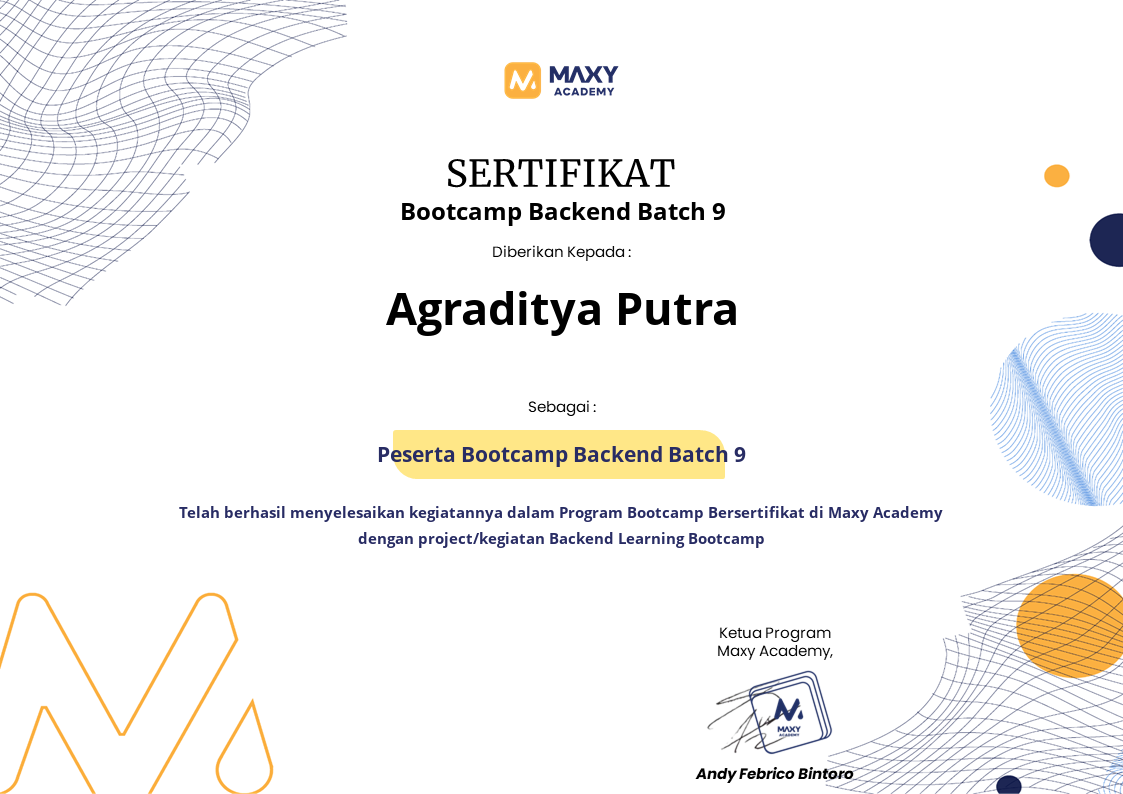 MAXY
ACADEMY
SERTIFIKAT
Bootcamp Backend Batch 9
Diberikan Kepada :
Agraditya Putra
Sebagai :
Peserta Bootcamp Backend Batch 9
Telah berhasil menyelesaikan kegiatannya dalam Program Bootcamp Bersertifikat di Maxy Academy
dengan project/kegiatan Backend Learning Bootcamp
Ketua Program
Maxy Academy,
MAXY
ACADEMY
Andy Febrico Bintoro